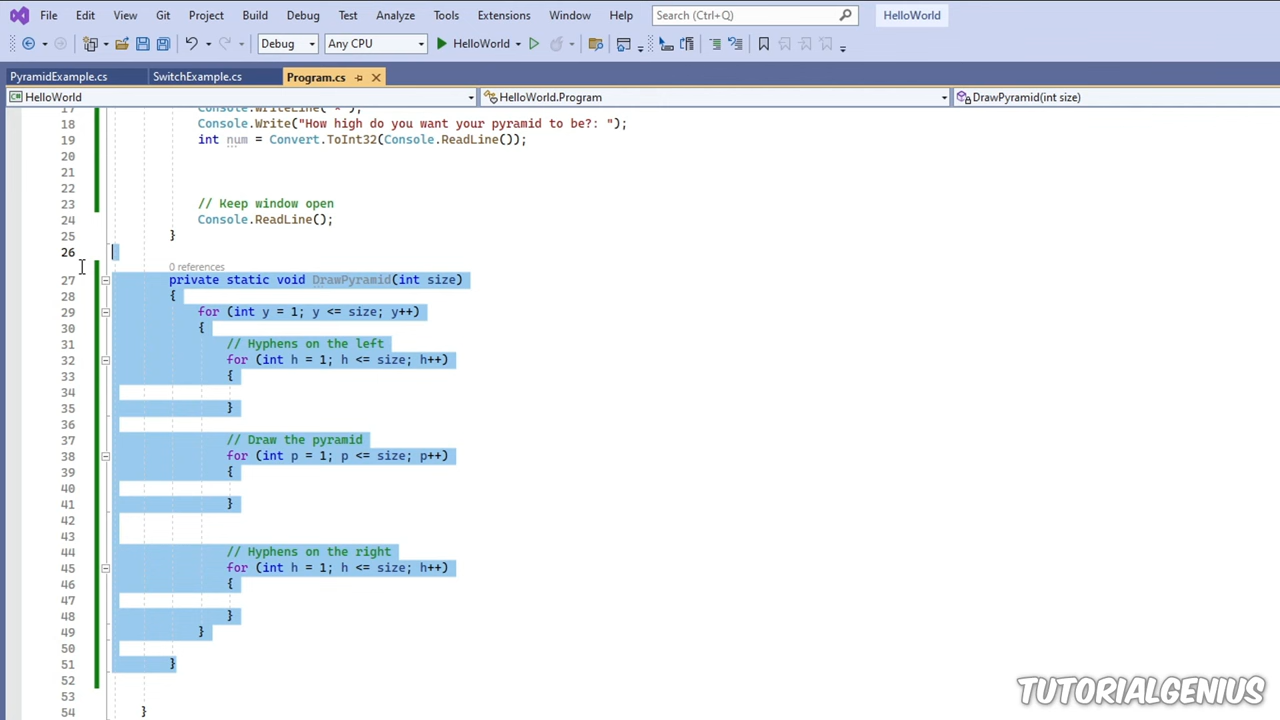 File Edit View Git Project Build Debug Test Analyze Tools Extensions Window Help Search (Ctrl+Q) HelloWorld
Debug Any CPU HelloWorld
PyramidExample.cs SwitchExample.cs Program.cs
HelloWorld HelloWorld.Program DrawPyramid(int size)
17 Console.WriteLine("*");
18 Console.Write("How high do you want your pyramid to be?: ");
19 int num = Convert.ToInt32(Console.ReadLine());
20
21
22
23 // Keep window open
24 Console.ReadLine();
25 }
26
0 references
27 private static void DrawPyramid(int size)
28 {
29 for (int y = 1; y <= size; y++)
30 {
31 // Hyphens on the left
32 for (int h = 1; h <= size; h++)
33 {
34
35 }
36
37 // Draw the pyramid
38 for (int p = 1; p <= size; p++)
39 {
40
41 }
42
43
44 // Hyphens on the right
45 for (int h = 1; h <= size; h++)
46 {
47
48 }
49 }
50
51 }
52
53
54 }
TUTORIALGENIUS